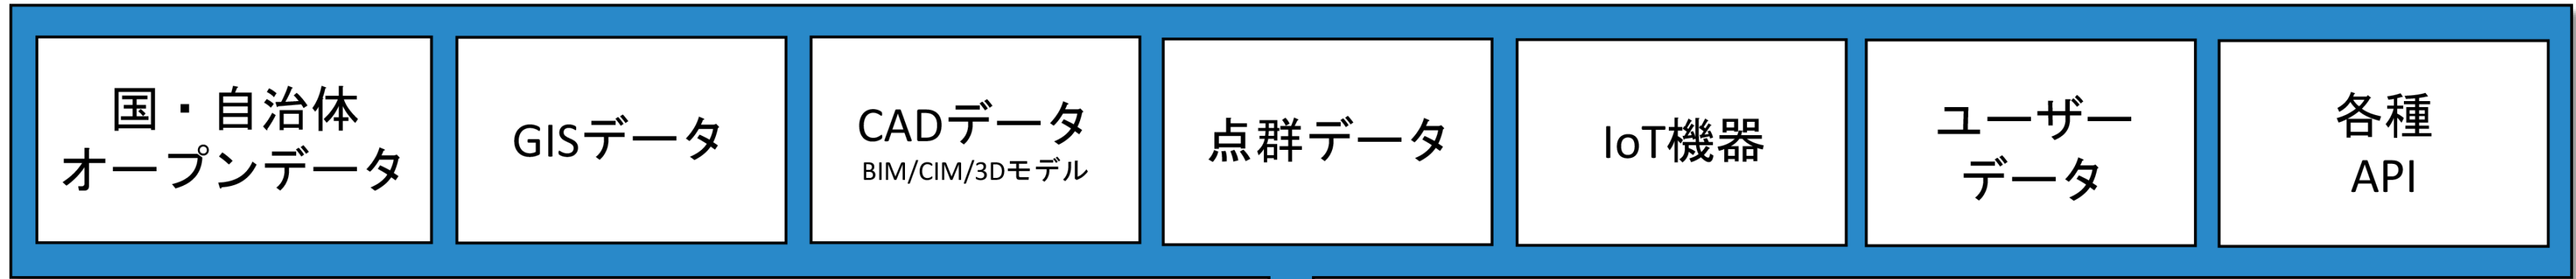 国・自治体
オープンデータ
GISデータ
CADデータ
BIM/CIM/3Dモデル
点群データ
IoT機器
ユーザー
データ
各種
API